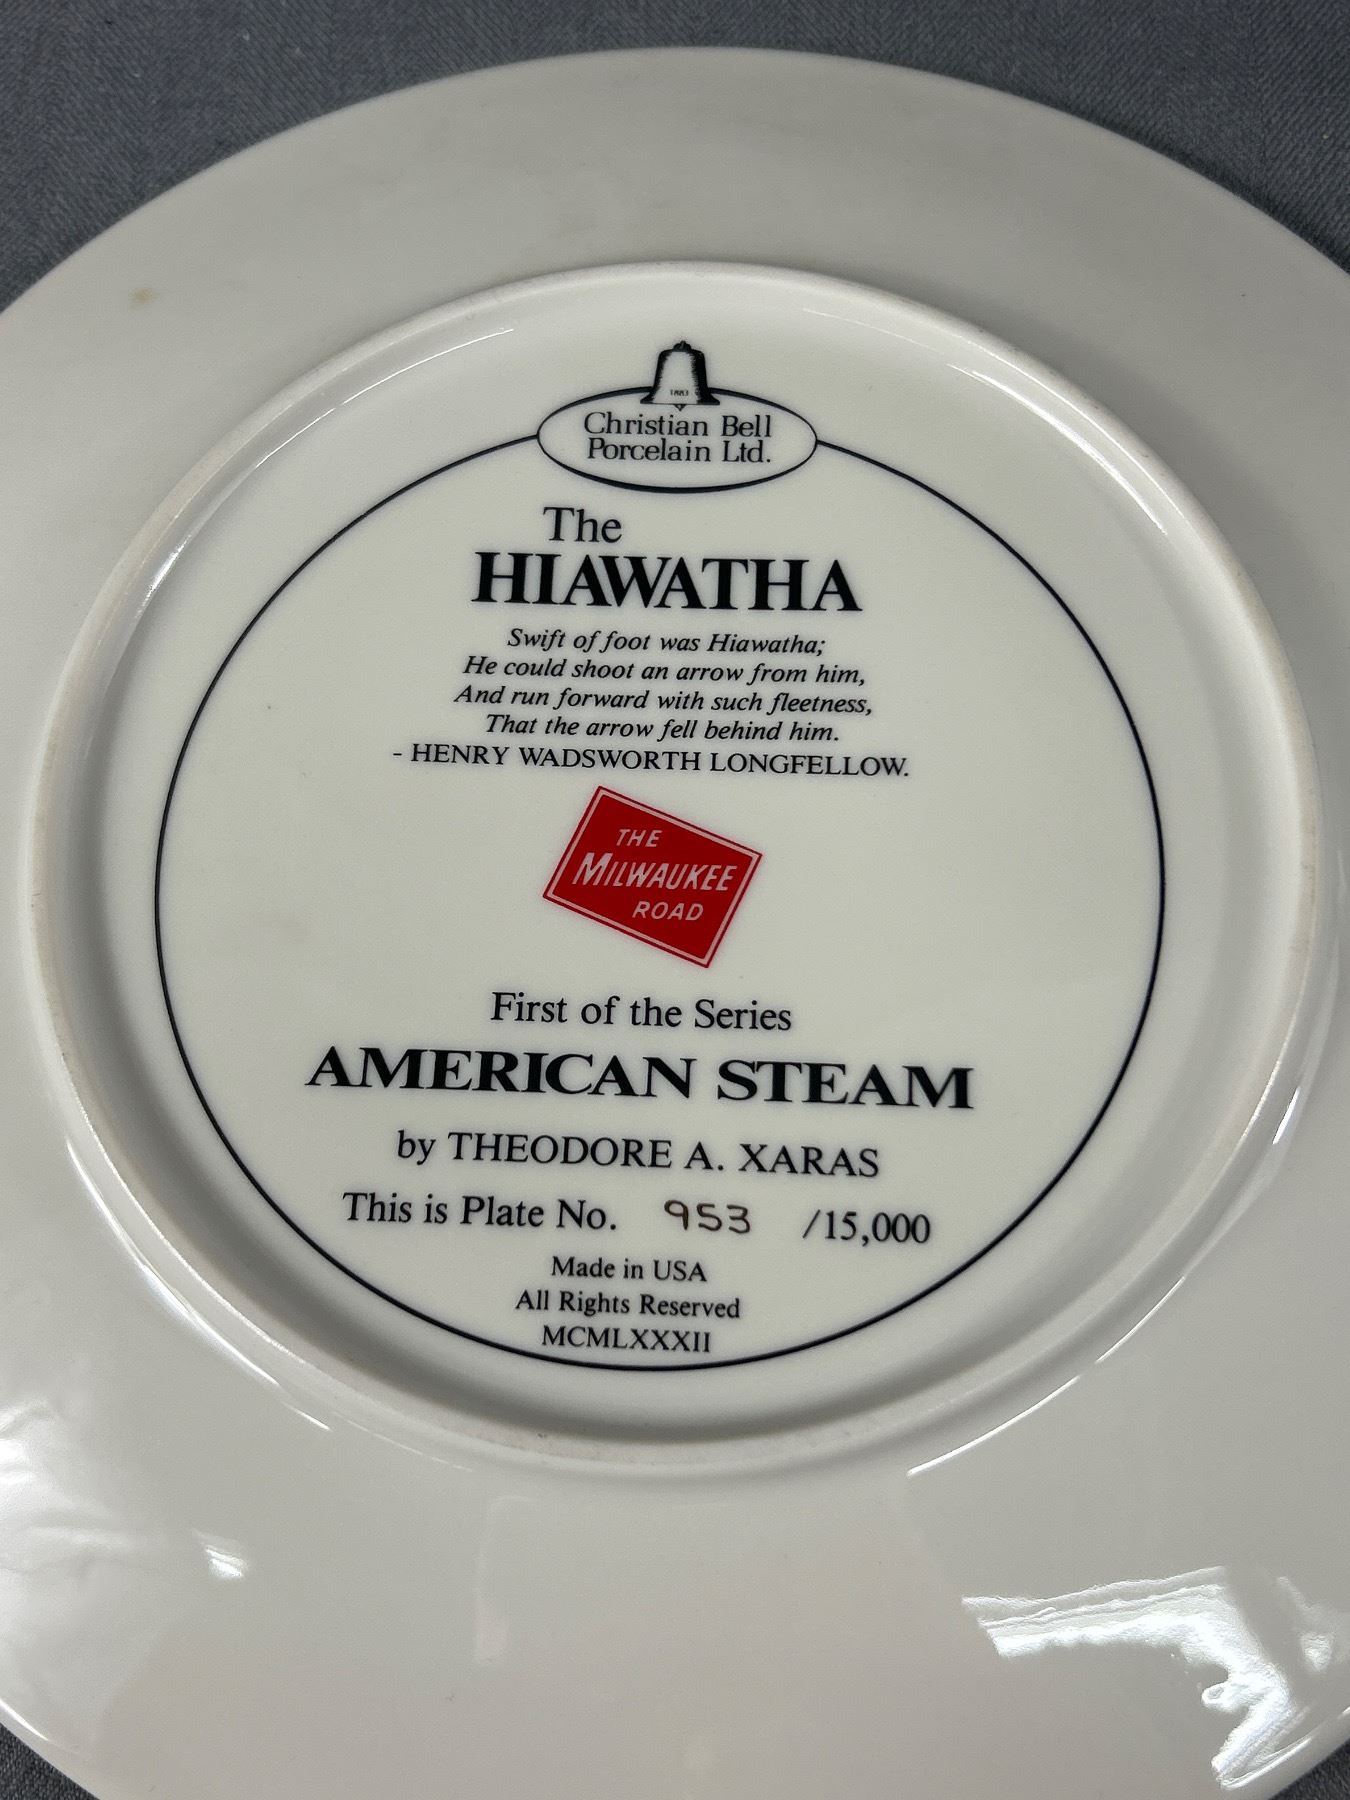 Christian Bell
Porcelain Ltd.
The
HIAWATHA
Swift of foot was Hiawatha;
He could shoot an arrow from him,
And run forward with such fleetness,
That the arrow fell behind him.
- HENRY WADSWORTH LONGFELLOW.
THE
MILWAUKEE
ROAD
First of the Series
AMERICAN STEAM
by THEODORE A. XARAS
This is Plate No. 953 /15,000
Made in USA
All Rights Reserved
MCMLXXXII